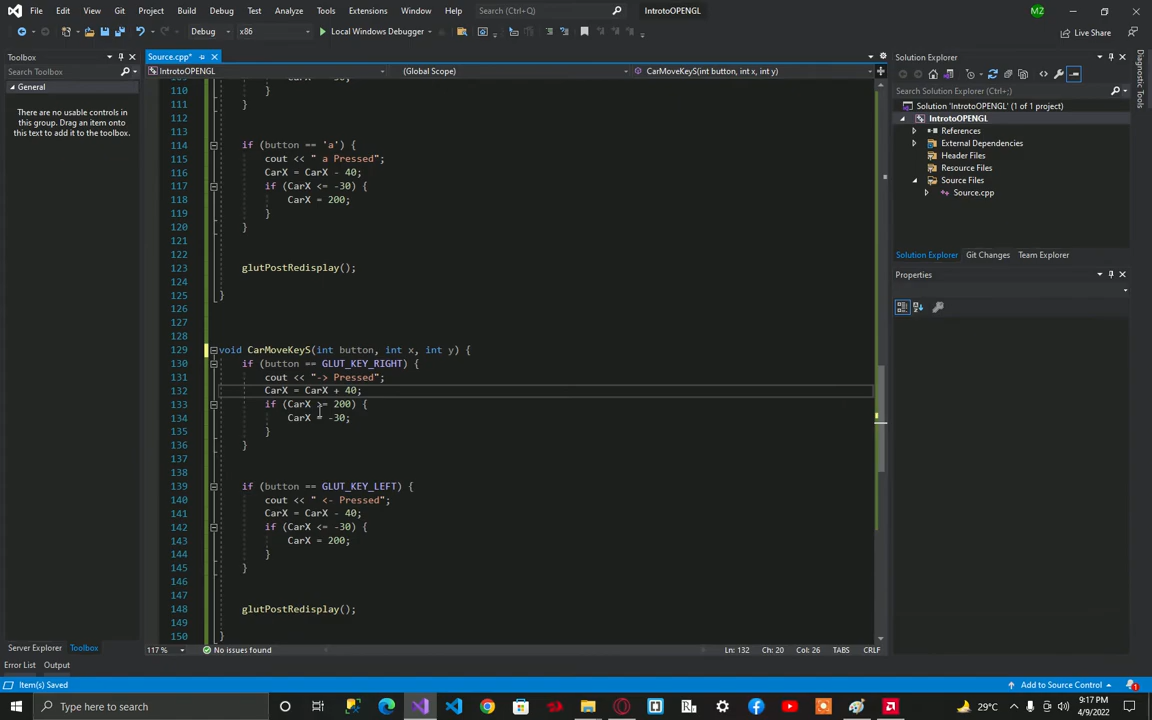 File Edit View Git Project Build Debug Test Analyze Tools Extensions Window Help Search (Ctrl+Q) IntrotoOPENGL MZ
Debug x86 Local Windows Debugger Live Share
Toolbox
Search Toolbox
General
There are no usable controls in
this group. Drag an item onto
this text to add it to the toolbox.
Source.cpp*
IntrotoOPENGL (Global Scope) CarMoveKeyS(int button, int x, int y)
110 }
111 }
112
113
114 if (button == 'a') {
115 cout << " a Pressed";
116 CarX = CarX - 40;
117 if (CarX <= -30) {
118 CarX = 200;
119 }
120 }
121
122
123 glutPostRedisplay();
124
125 }
126
127
128
129 void CarMoveKeyS(int button, int x, int y) {
130 if (button == GLUT_KEY_RIGHT) {
131 cout << "-> Pressed";
132 CarX = CarX + 40;
133 if (CarX >= 200) {
134 CarX = -30;
135 }
136 }
137
138
139 if (button == GLUT_KEY_LEFT) {
140 cout << " <- Pressed";
141 CarX = CarX - 40;
142 if (CarX <= -30) {
143 CarX = 200;
144 }
145 }
146
147
148 glutPostRedisplay();
149
150 }
117 % No issues found Ln: 132 Ch: 20 Col: 26 TABS CRLF
Solution Explorer
Search Solution Explorer (Ctrl+;)
Solution 'IntrotoOPENGL' (1 of 1 project)
IntrotoOPENGL
References
External Dependencies
Header Files
Resource Files
Source Files
Source.cpp
Solution Explorer Git Changes Team Explorer
Properties
Diagnostic Tools
Server Explorer Toolbox
Error List Output
Item(s) Saved Add to Source Control 1
Type here to search 29°C 9:17 PM
4/9/2022